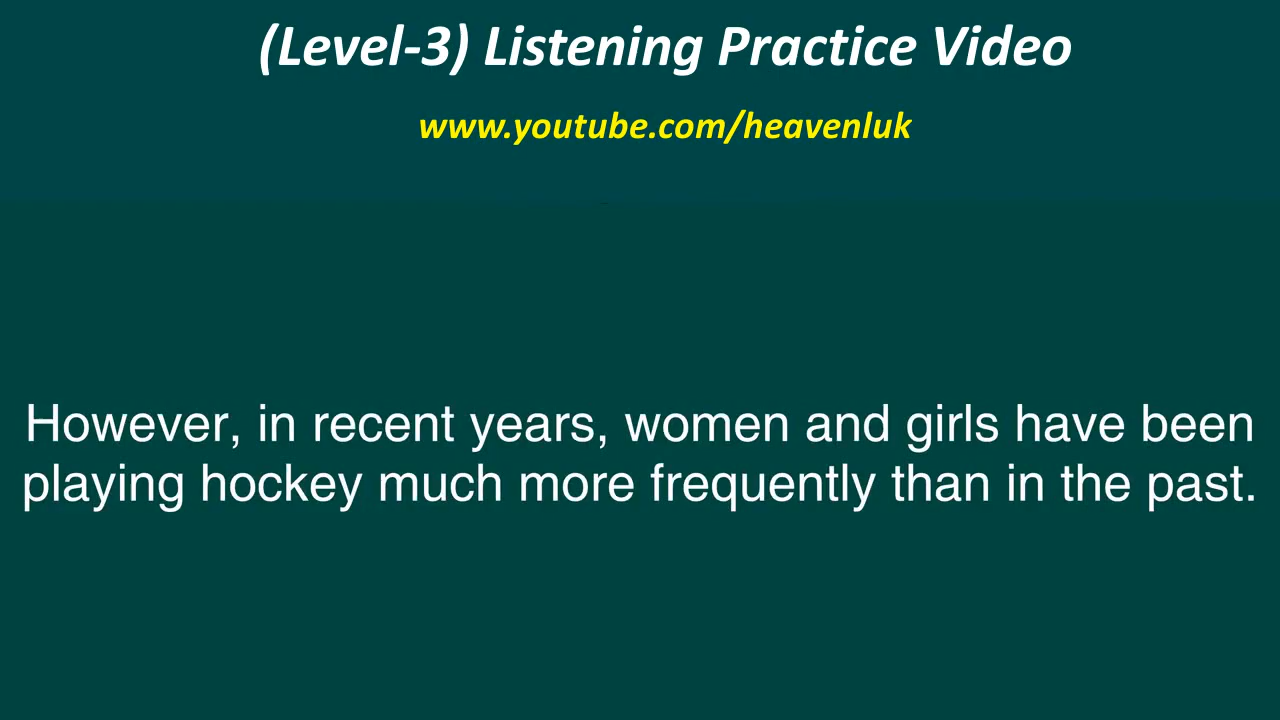 (Level-3) Listening Practice Video
www.youtube.com/heavenluk
However, in recent years, women and girls have been
playing hockey much more frequently than in the past.